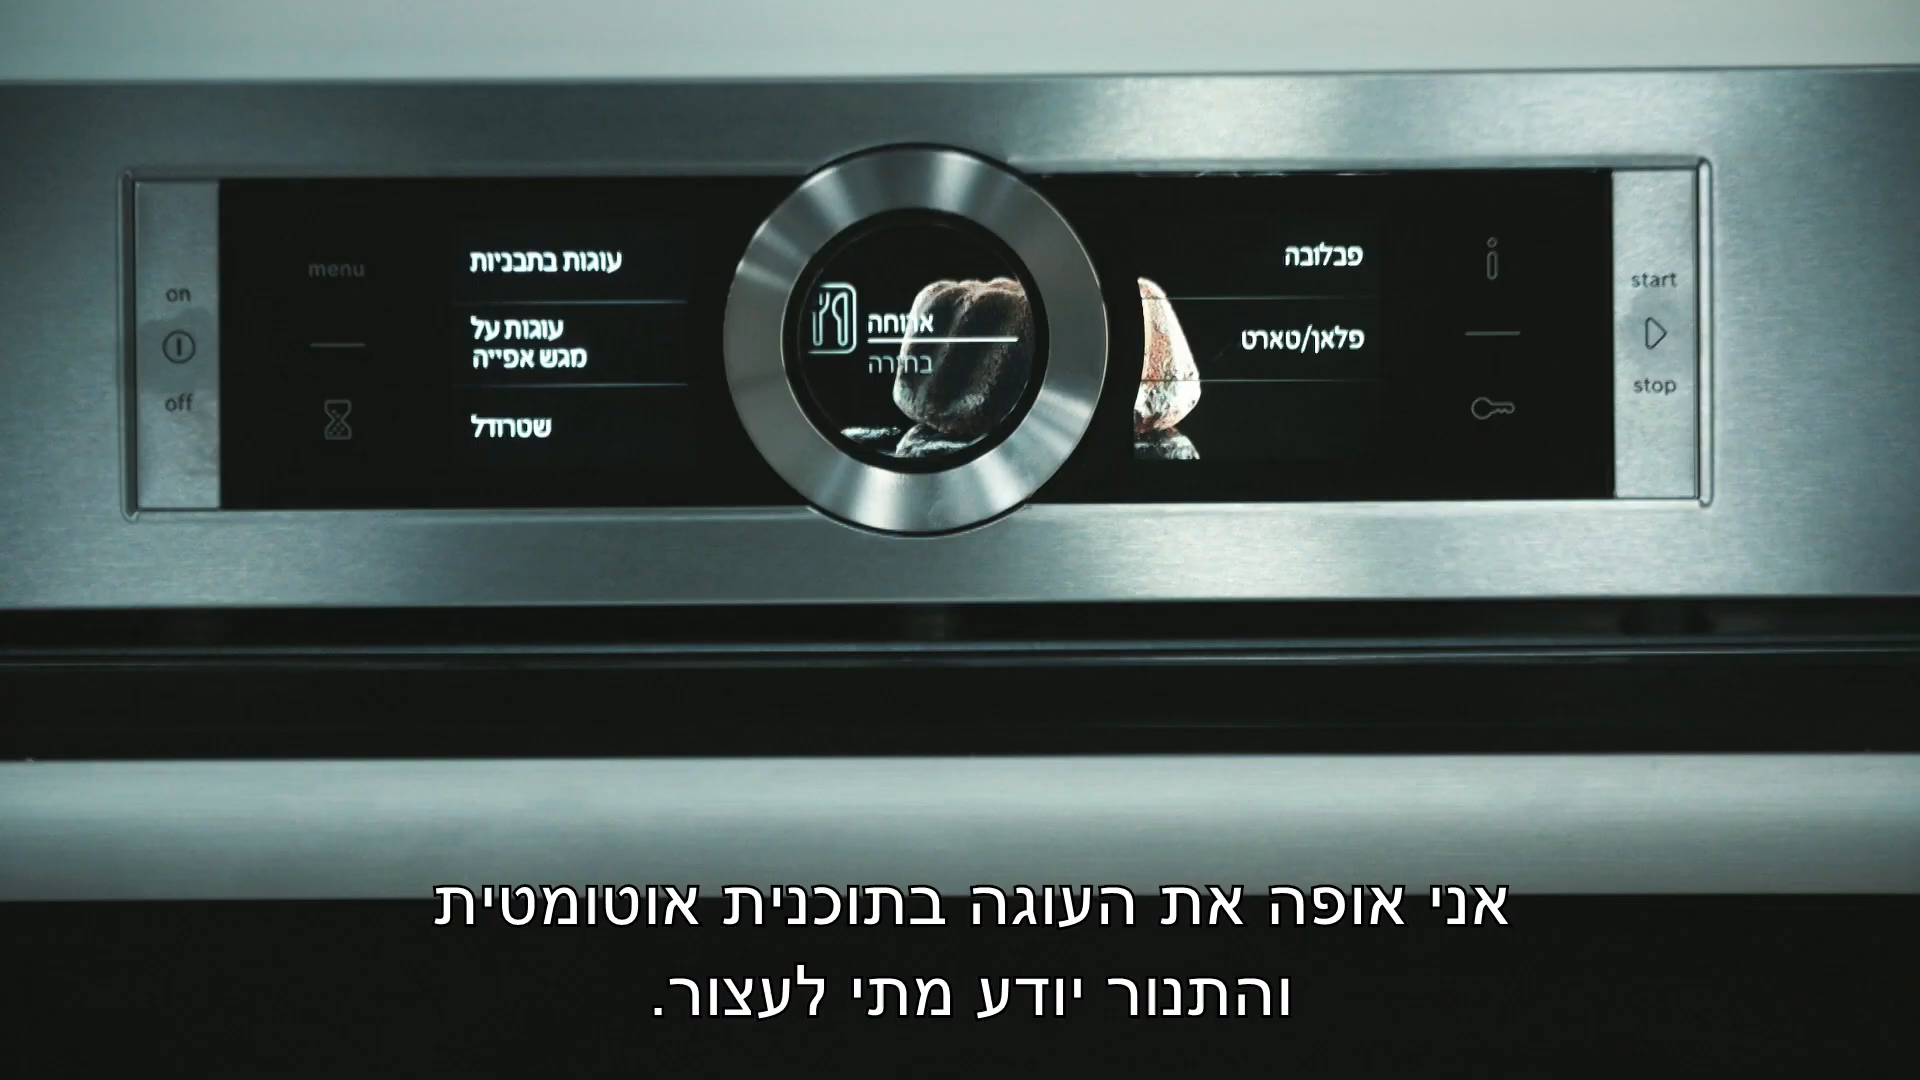 on
off
menu
עוגות בתבניות
עוגות על
מגש אפייה
שטרודל
ארוחה
בחירה
פבלובה
פלאן/טארט
start
stop
אני אופה את העוגה בתוכנית אוטומטית
והתנור יודע מתי לעצור.